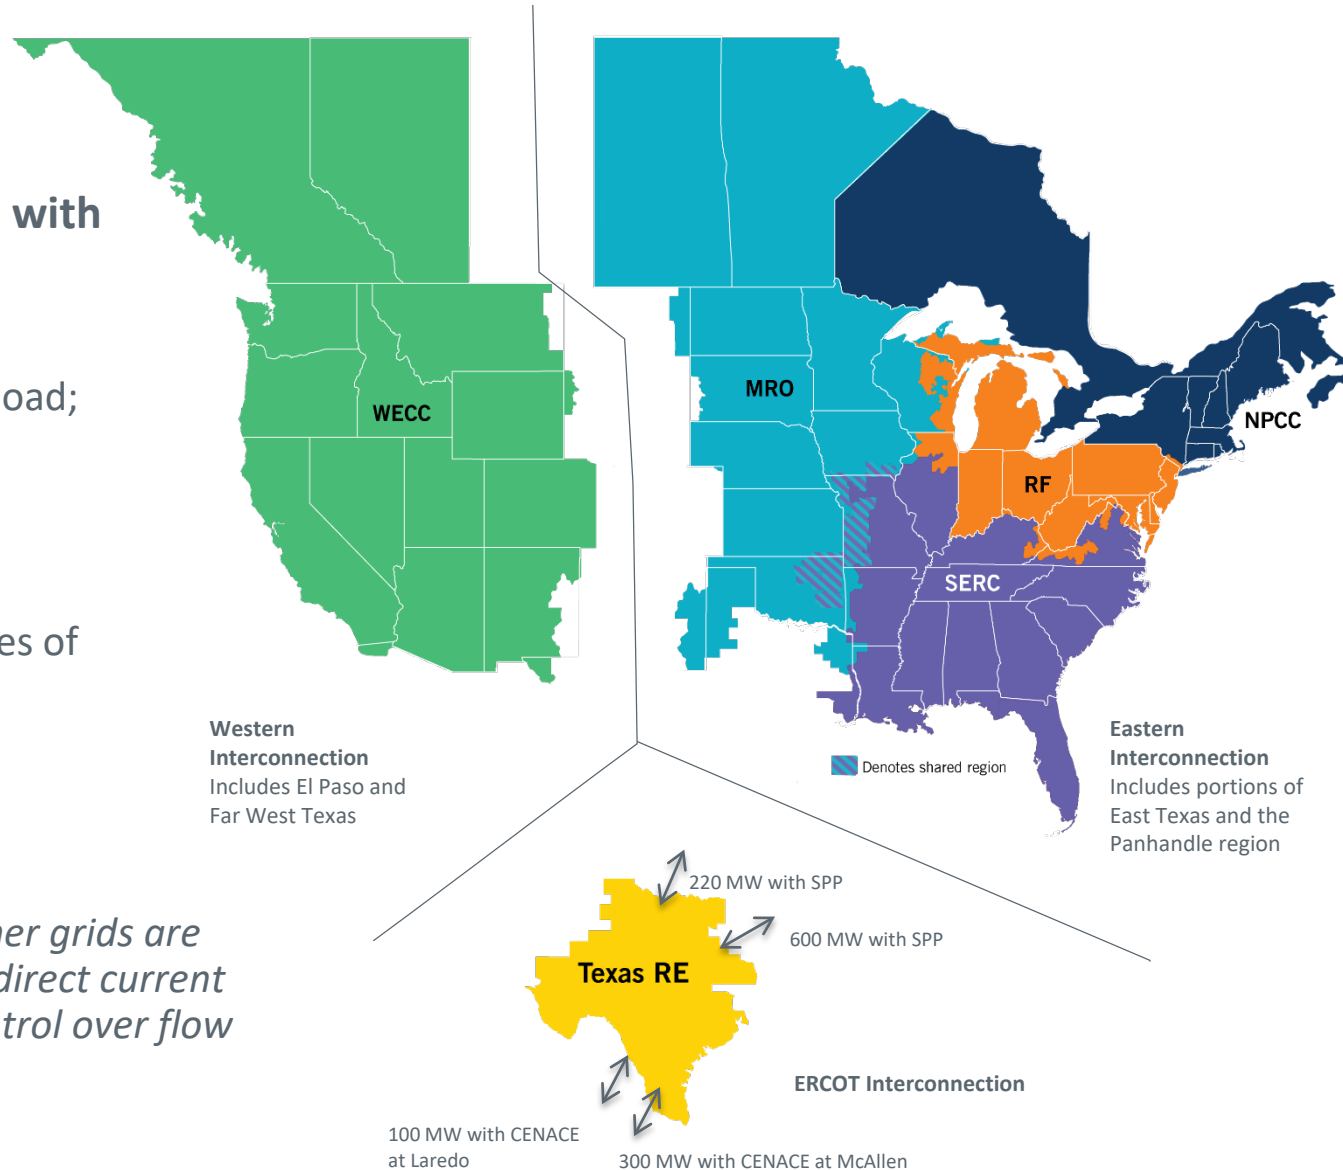 with
oad;
es of
ner grids are
direct current
trol over flow
WECC
MRO
NPCC
RF
SERC
Western
Interconnection
Includes El Paso and
Far West Texas
Denotes shared region
Eastern
Interconnection
Includes portions of
East Texas and the
Panhandle region
220 MW with SPP
600 MW with SPP
Texas RE
ERCOT Interconnection
100 MW with CENACE
at Laredo
300 MW with CENACE at McAllen